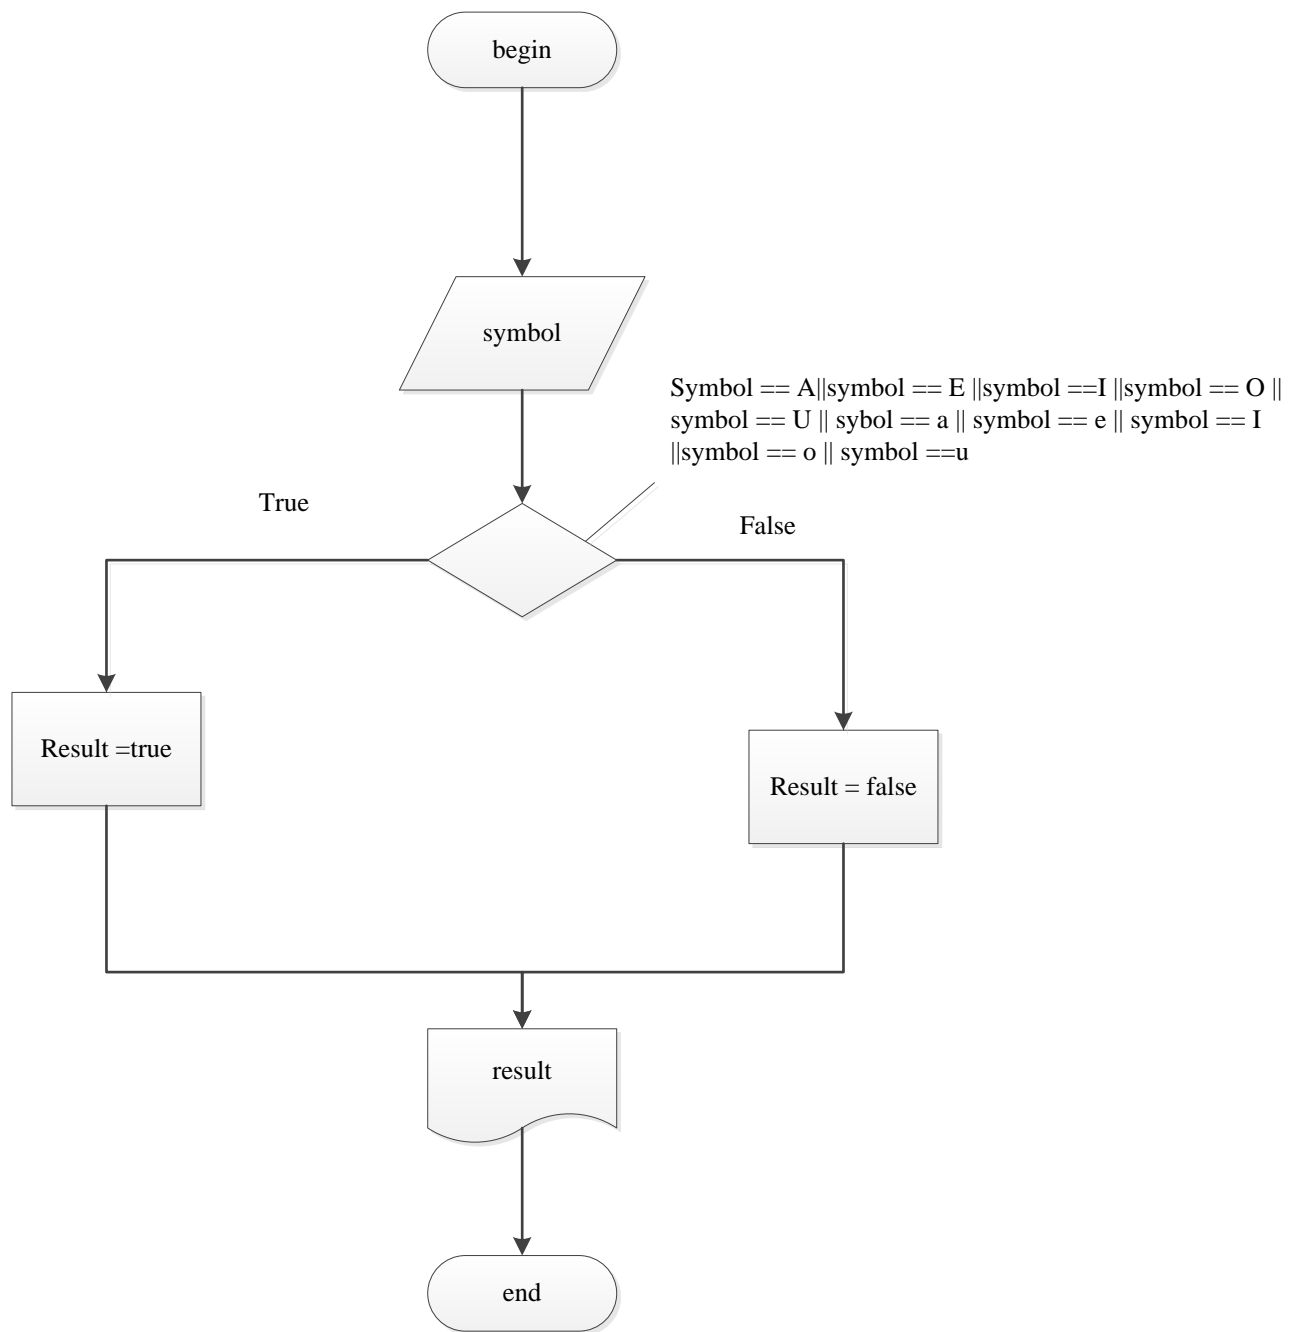 begin
symbol
Symbol == A||symbol == E ||symbol ==I ||symbol == O ||
symbol == U || sybol == a || symbol == e || symbol == I
||symbol == o || symbol ==u
True
False
Result =true
Result = false
result
end